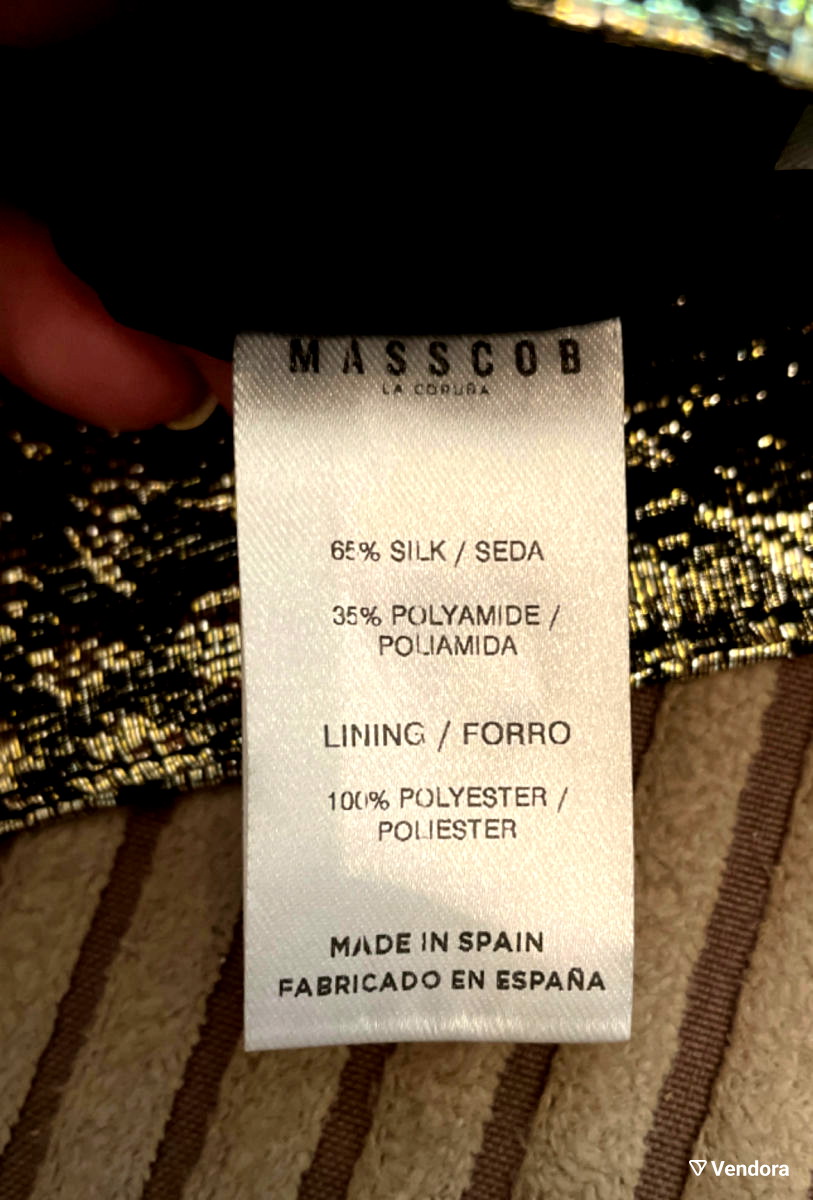 MASSCOB
LA CORUÑA
65% SILK / SEDA
35% POLYAMIDE /
POLIAMIDA
LINING / FORRO
100% POLYESTER /
POLIESTER
MADE IN SPAIN
FABRICADO EN ESPAÑA
Vendora